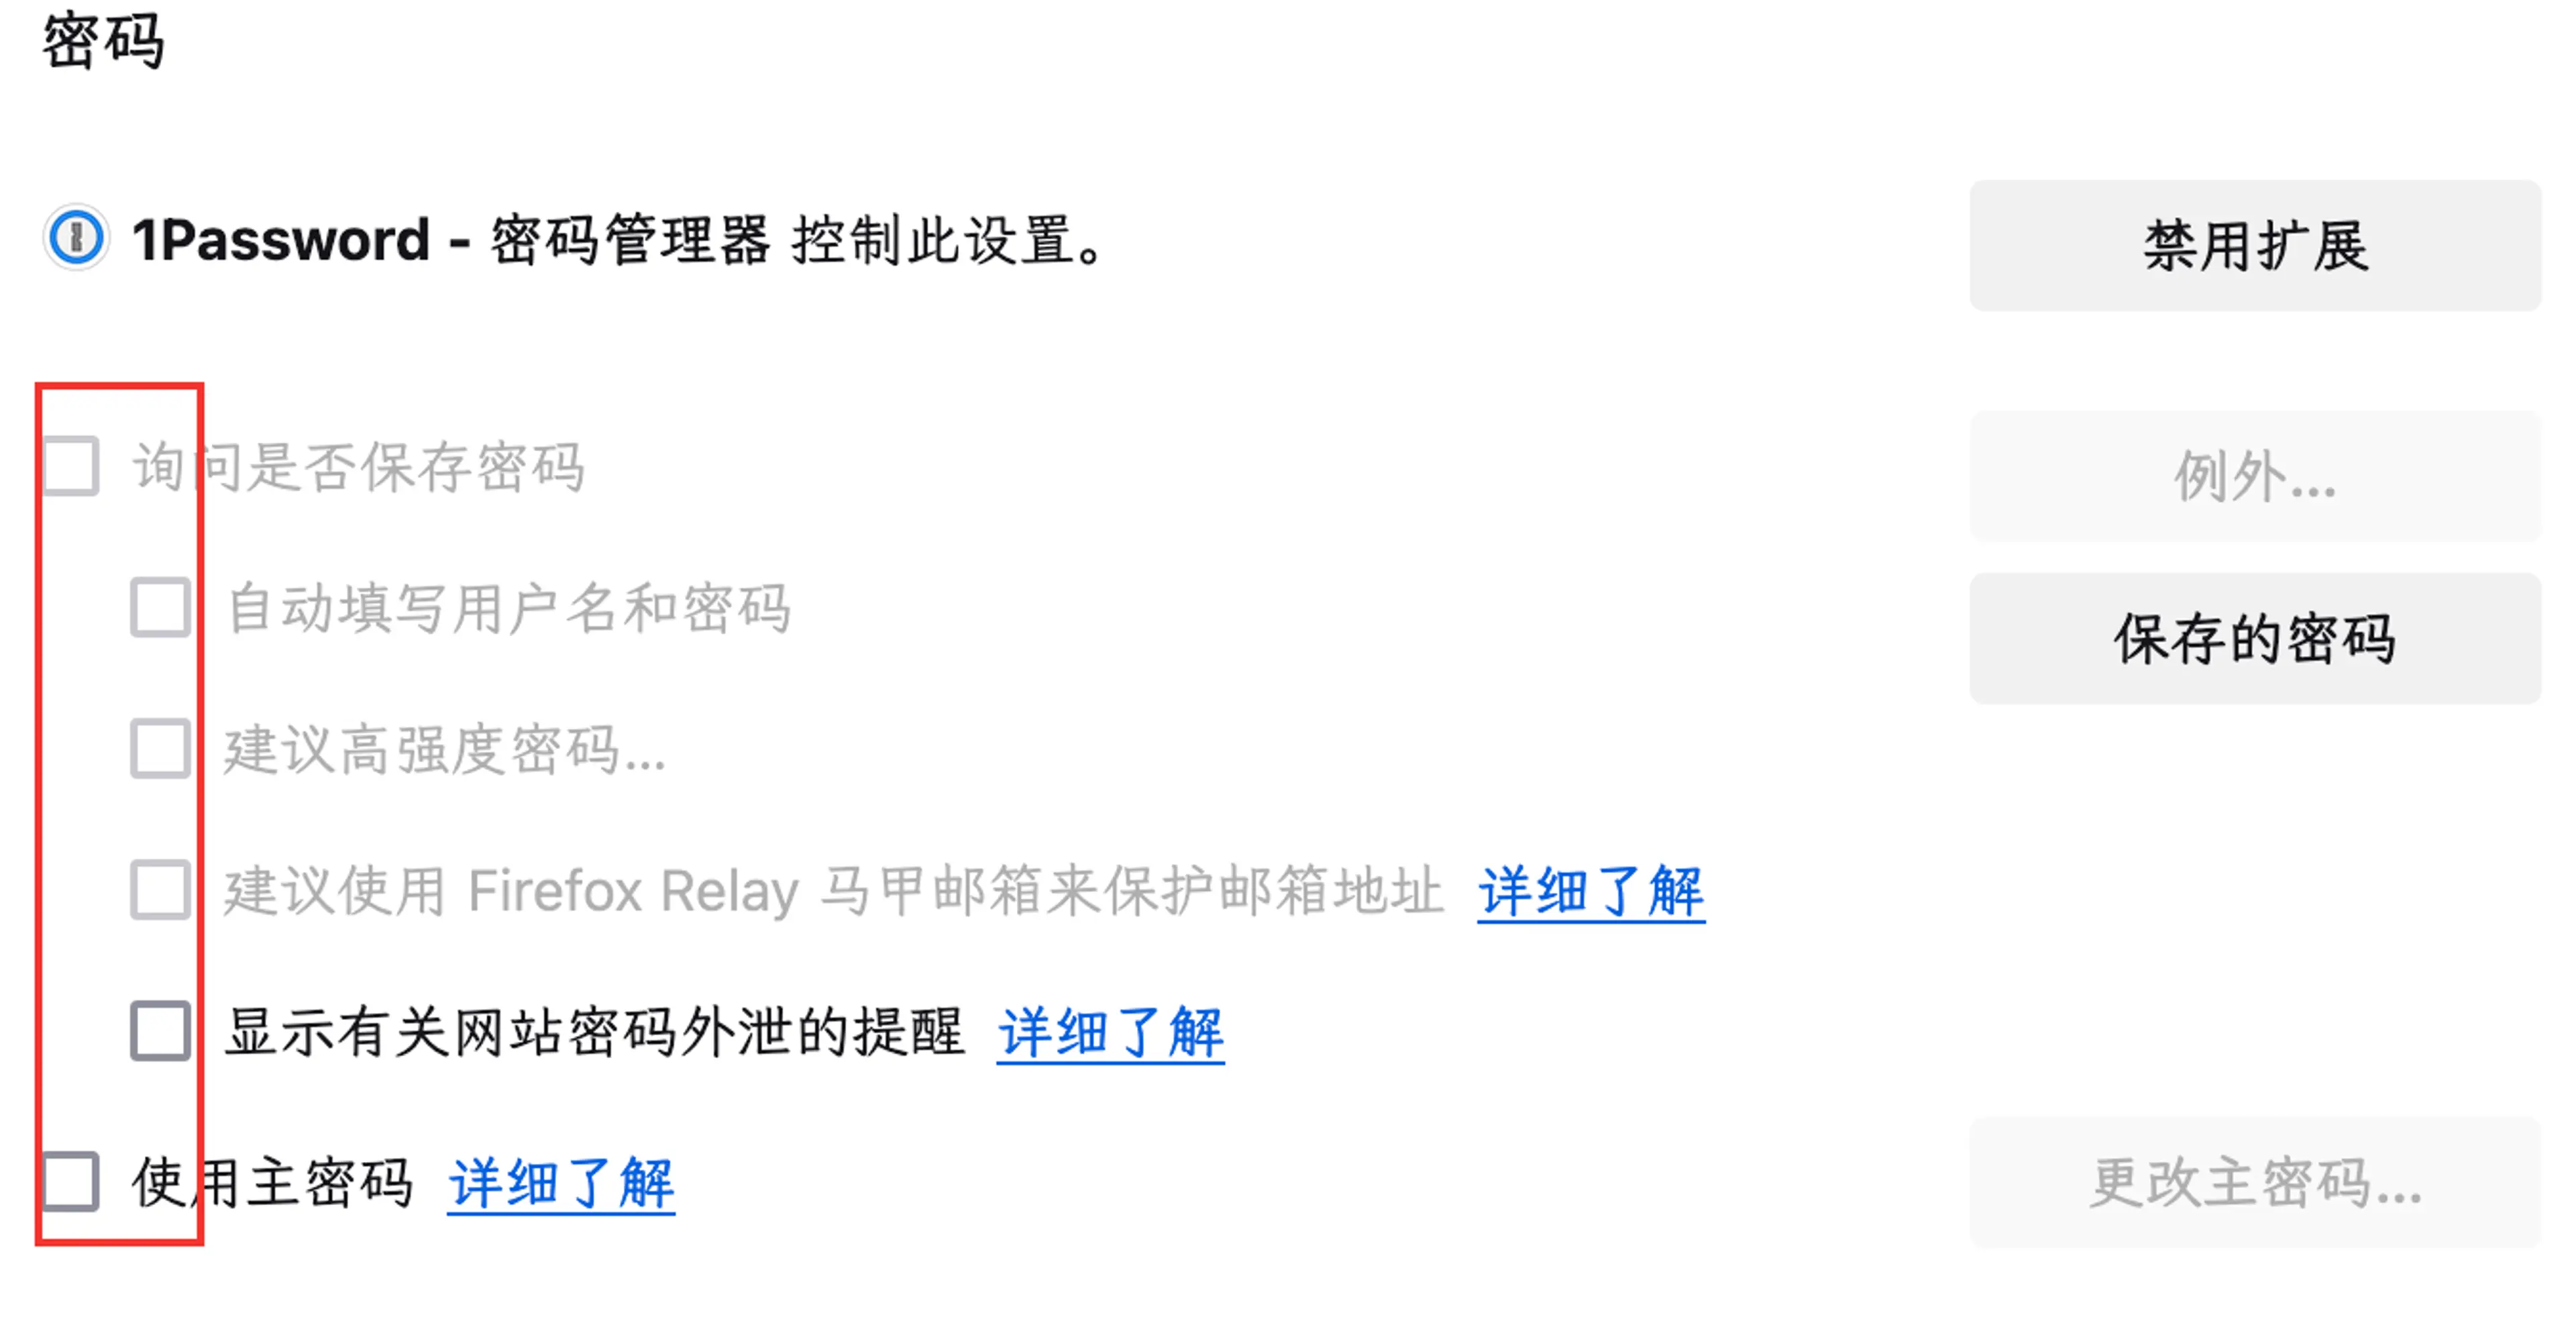 密码
1Password - 密码管理器 控制此设置。 禁用扩展
询问是否保存密码 例外...
自动填写用户名和密码 保存的密码
建议高强度密码...
建议使用 Firefox Relay 马甲邮箱来保护邮箱地址 详细了解
显示有关网站密码外泄的提醒 详细了解
使用主密码 详细了解 更改主密码...